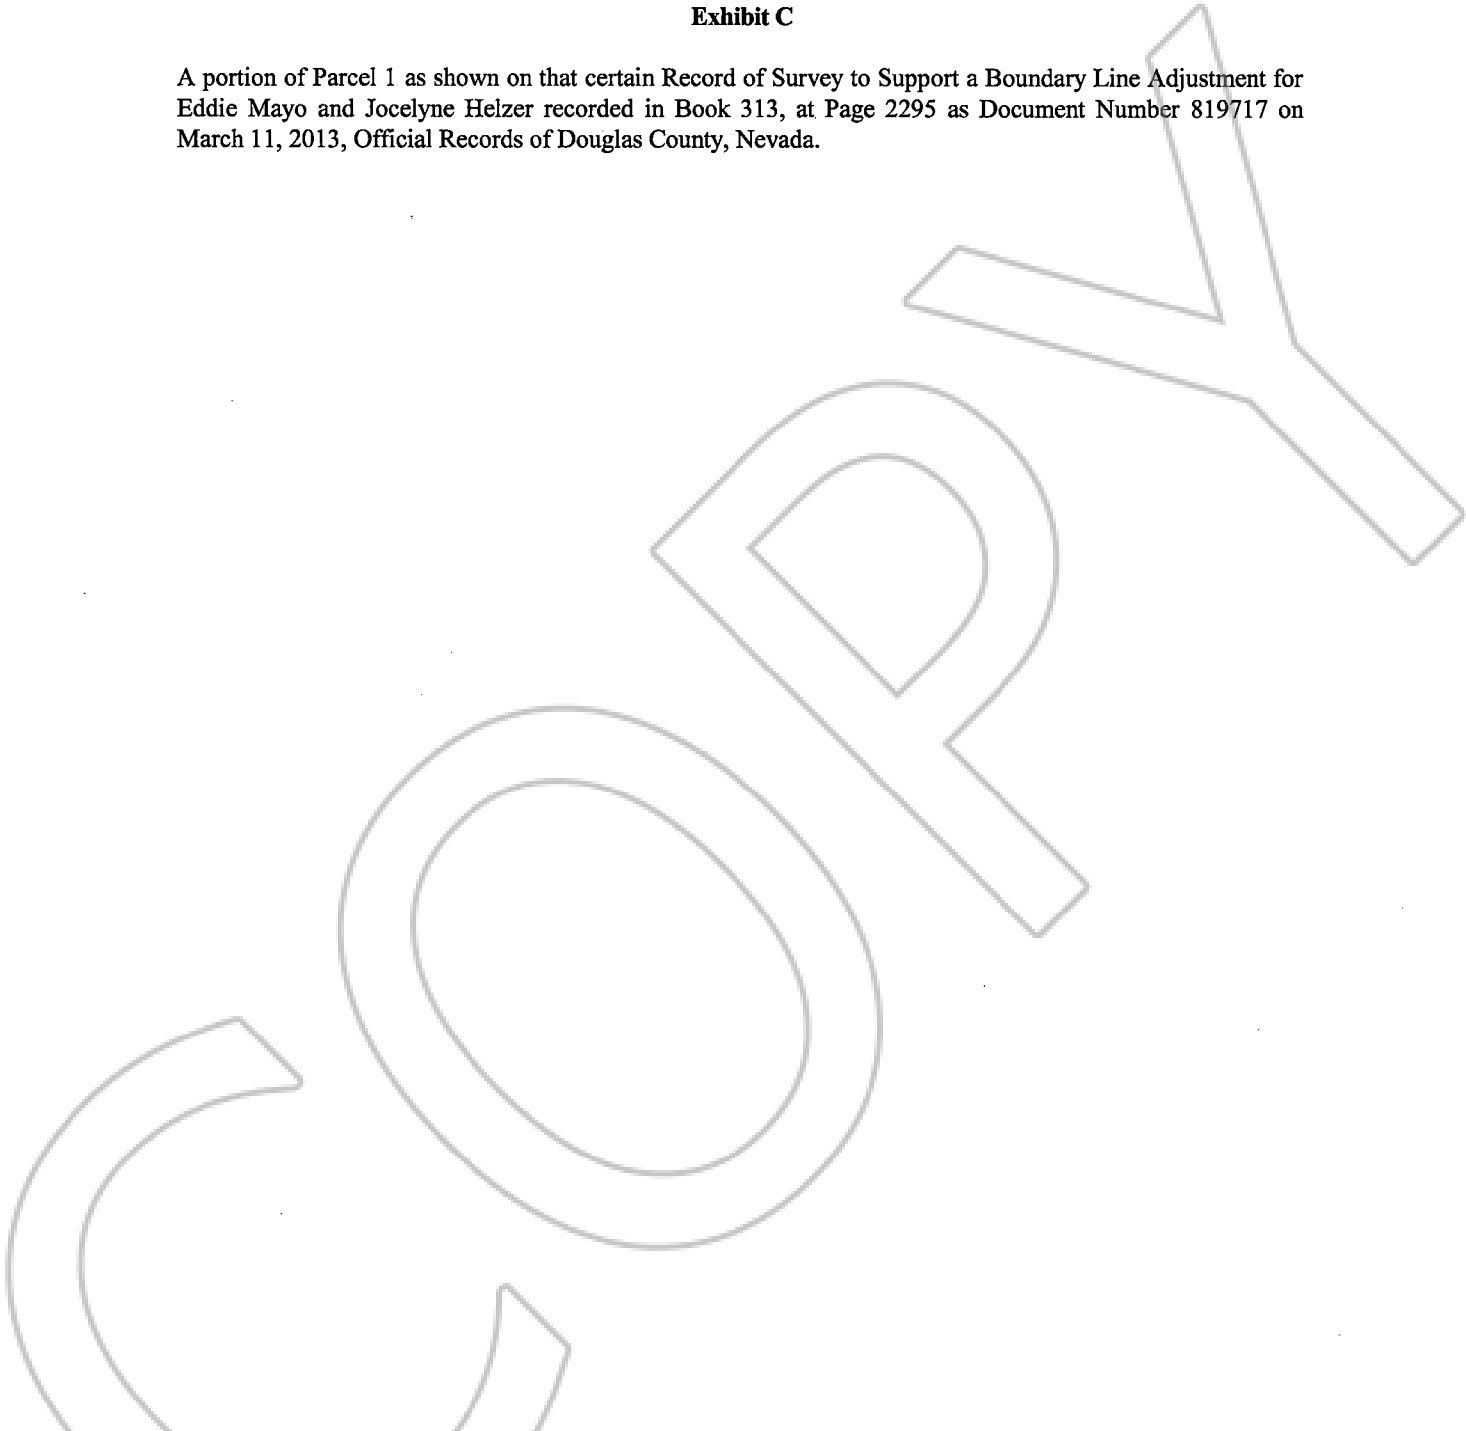 Exhibit C
A portion of Parcel 1 as shown on that certain Record of Survey to Support a Boundary Line Adjustment for
Eddie Mayo and Jocelyne Helzer recorded in Book 313, at Page 2295 as Document Number 819717 on
March 11, 2013, Official Records of Douglas County, Nevada.
COPY